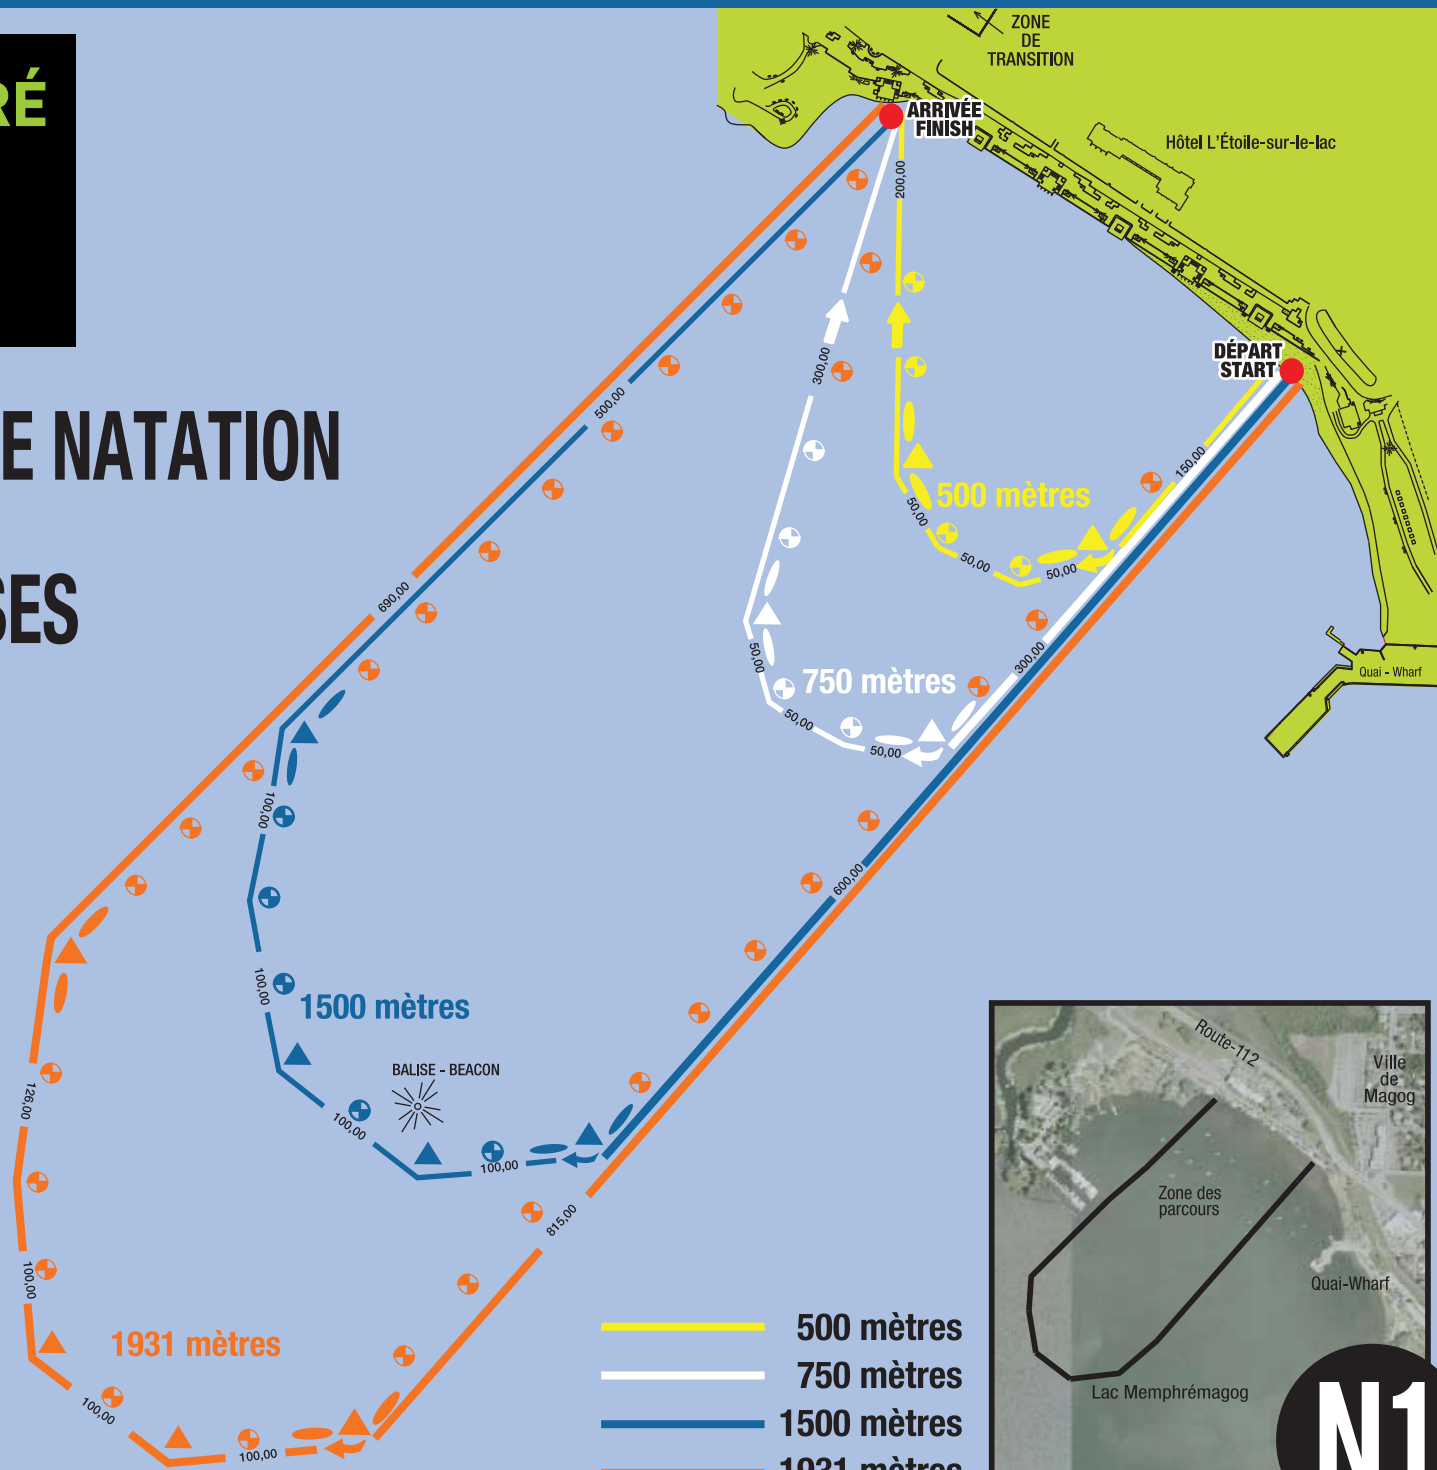 RÉ
E NATATION
SES
ZONE
DE
TRANSITION
ARRIVÉE
FINISH
Hôtel L'Étoile-sur-le-lac
DÉPART
START
200,00
300,00
500,00
690,00
150,00
500 mètres
50,00
50,00
50,00
300,00
750 mètres
50,00
50,00
50,00
Quai - Wharf
600,00
100,00
100,00
1500 mètres
BALISE - BEACON
100,00
100,00
815,00
126,00
100,00
1931 mètres
100,00
100,00
500 mètres
750 mètres
1500 mètres
1931 mètres
Route-112
Ville
de
Magog
Zone des
parcours
Quai-Wharf
Lac Memphrémagog
N1